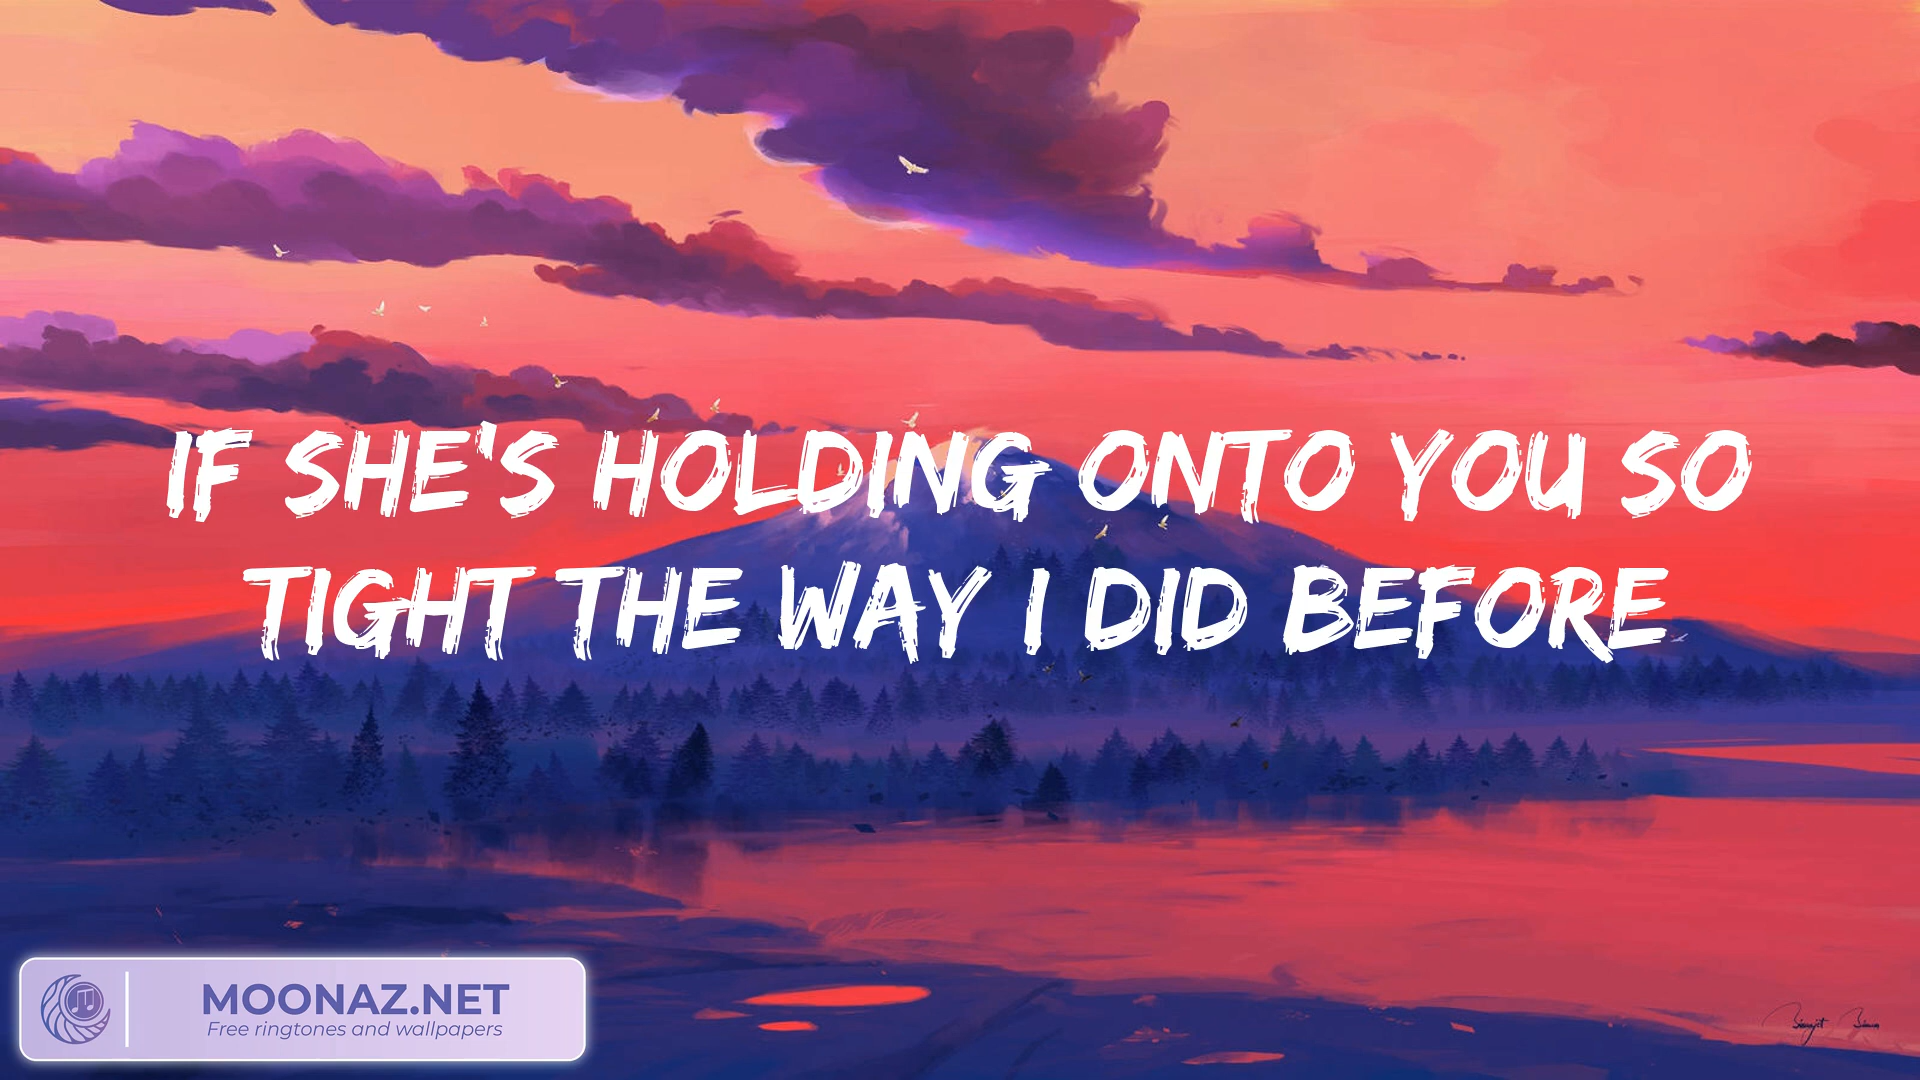 IF SHE'S HOLDING ONTO YOU SO
TIGHT THE WAY I DID BEFORE
MOONAZ.NET
Free ringtones and wallpapers